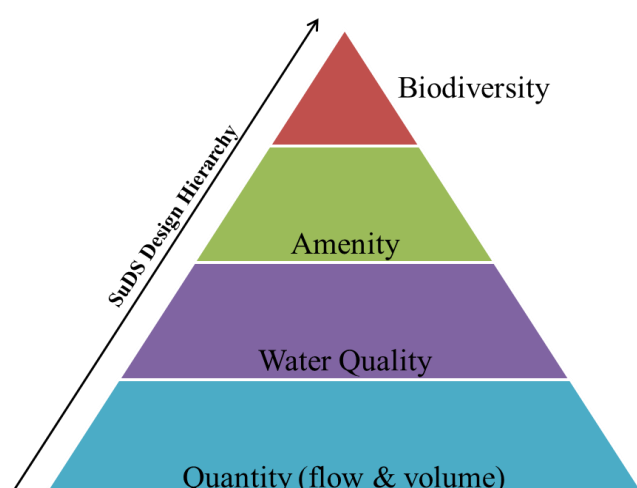 Biodiversity
SuDS Design Hierarchy
Amenity
Water Quality
Quantity (flow & volume)